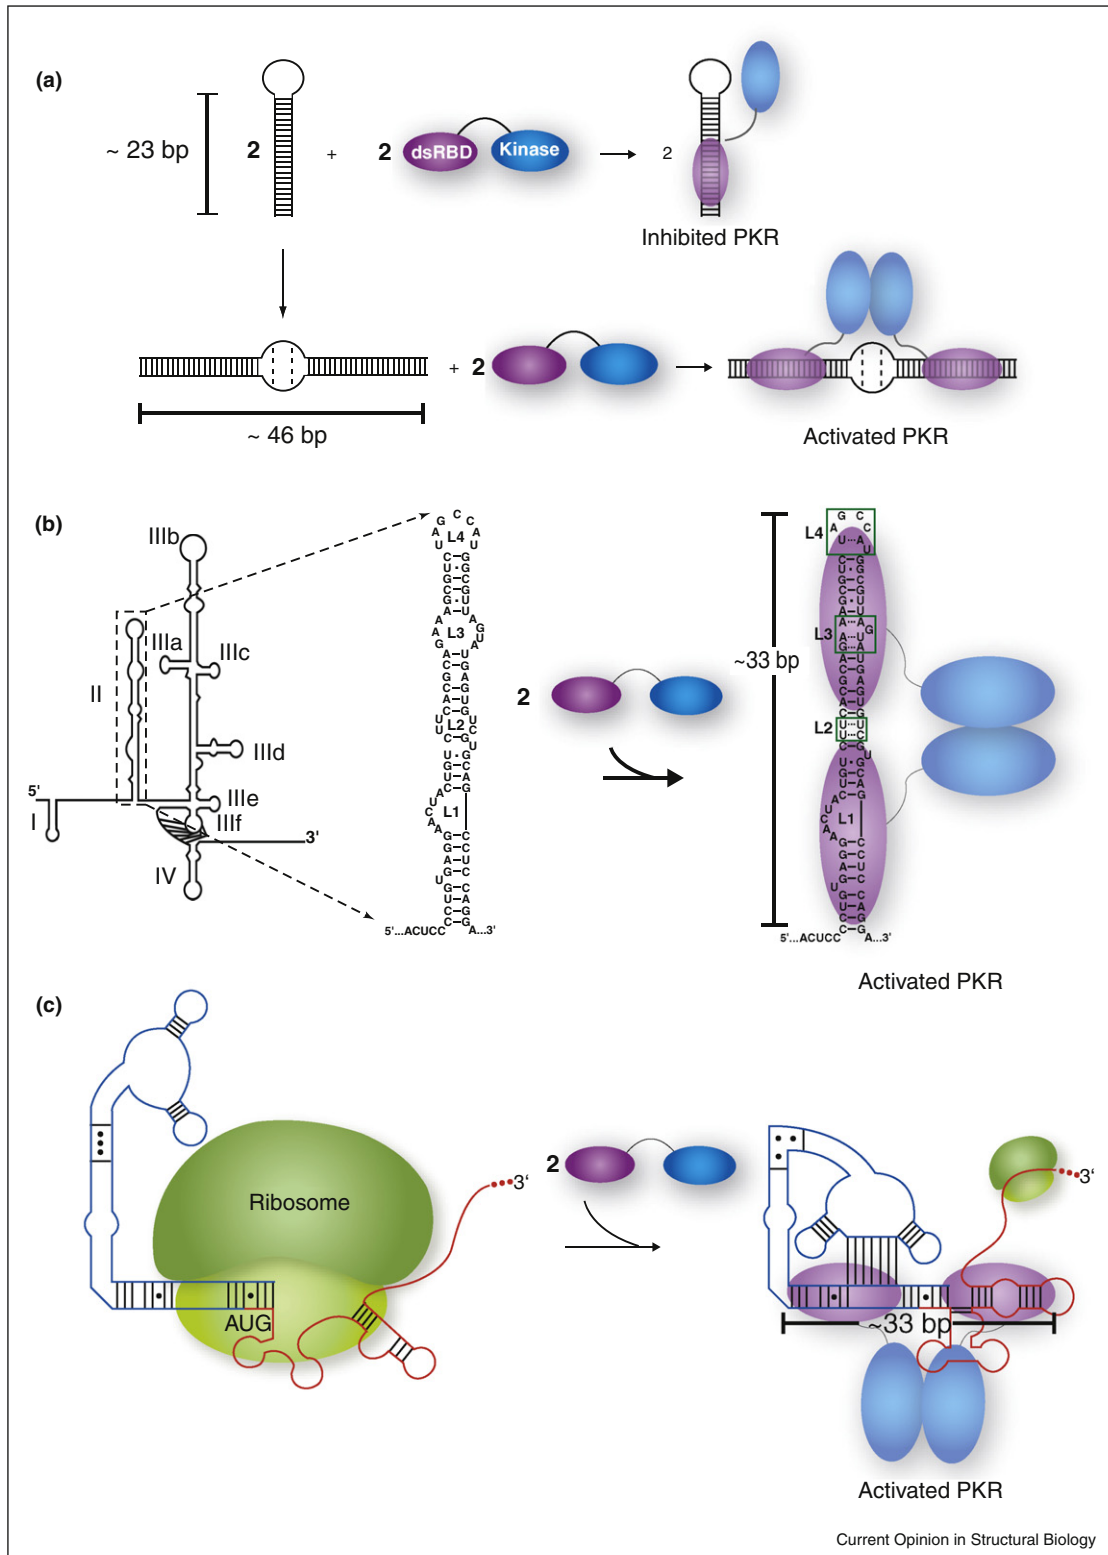 (a)
~ 23 bp
2
+
2
dsRBD
Kinase
2
Inhibited PKR
+ 2
~ 46 bp
Activated PKR
(b)
IIIb
IIIa
IIIc
II
IIId
5'
IIIe
I
IIIf
3'
IV
L4
L3
L2
L1
5'...ACUCC
A...3'
2
~33 bp
L4
L3
L2
L1
5'...ACUCC
A...3'
Activated PKR
(c)
Ribosome
AUG
3'
2
3'
~33 bp
Activated PKR
Current Opinion in Structural Biology